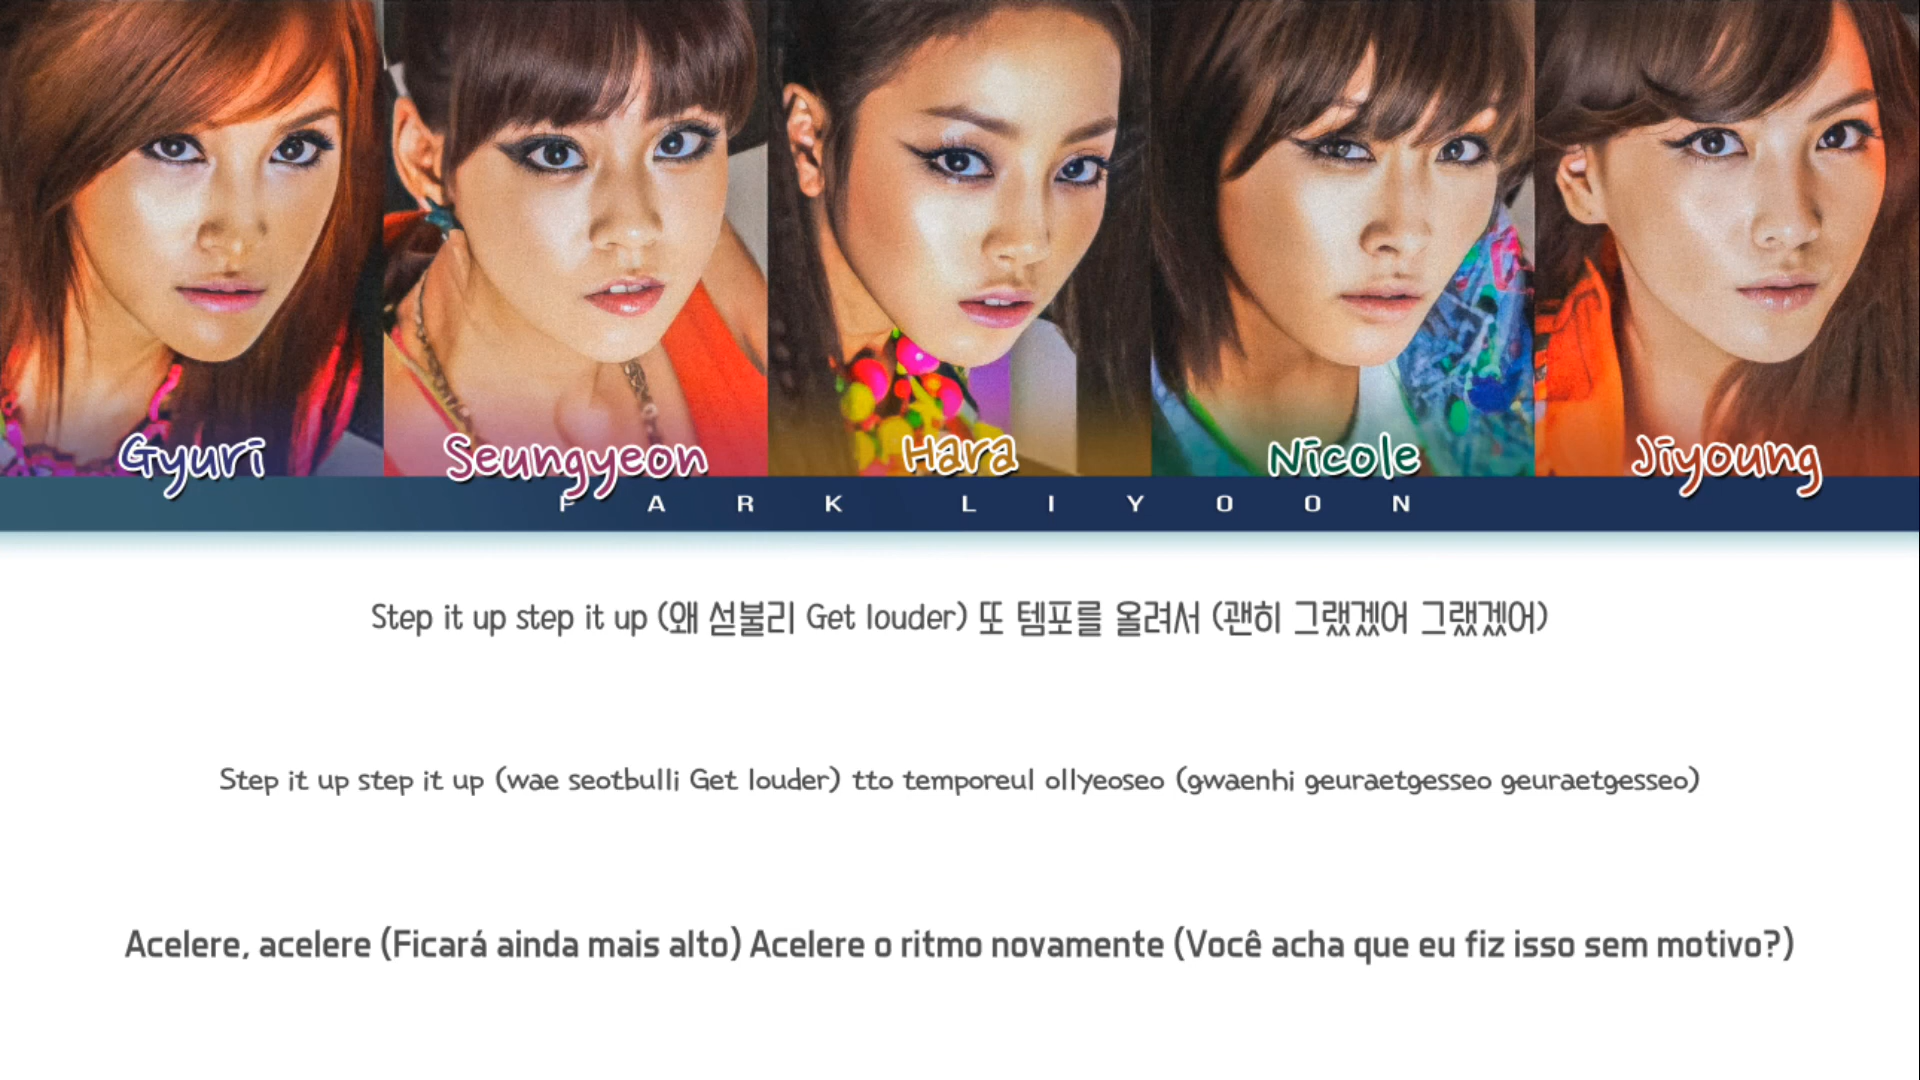 Gyuri Seungyeon Hara Nicole Jiyoung
PARK LIYOON
Step it up step it up (왜 섣불리 Get louder) 또 템포를 올려서 (괜히 그랬겠어 그랬겠어)
Step it up step it up (wae seotbulli Get louder) tto temporeul ollyeoseo (gwaenhi geuraetgesseo geuraetgesseo)
Acelere, acelere (Ficará ainda mais alto) Acelere o ritmo novamente (Você acha que eu fiz isso sem motivo?)